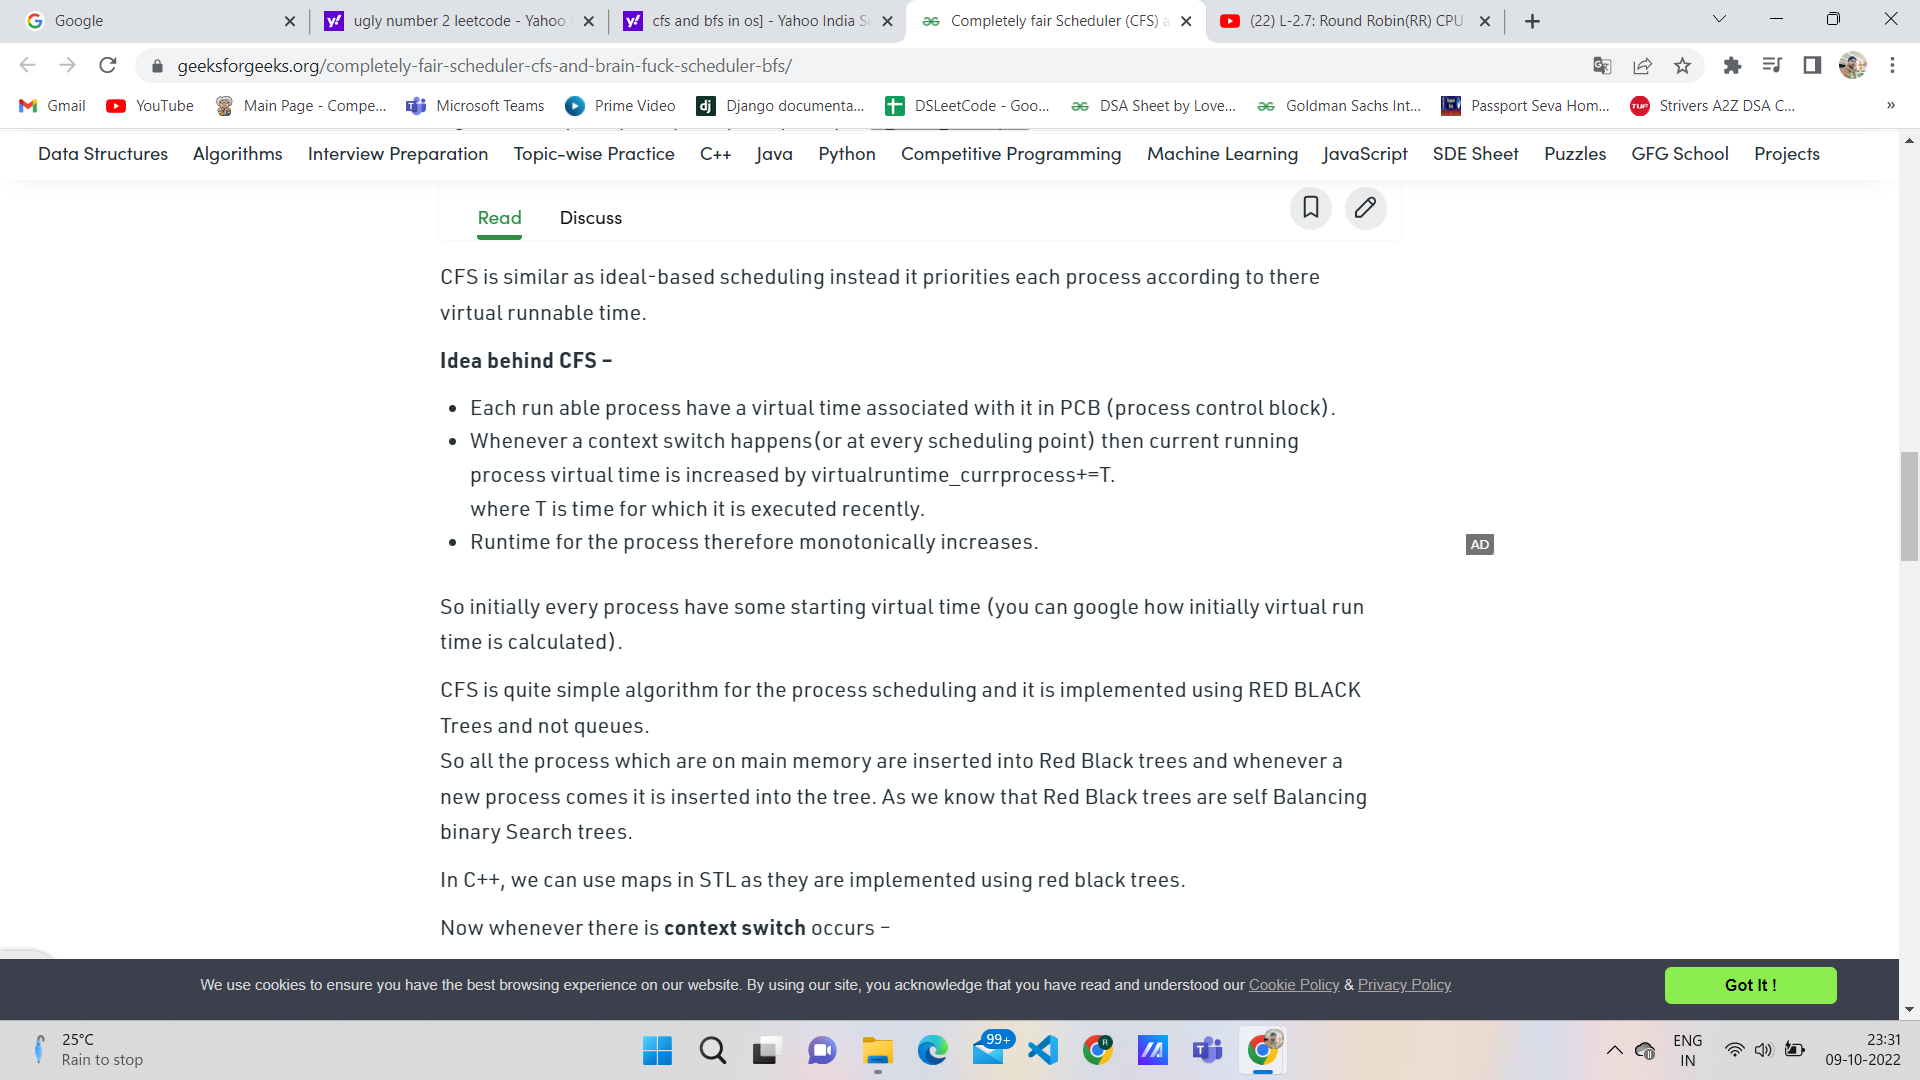 Google
ugly number 2 leetcode - Yahoo
cfs and bfs in os] - Yahoo India Se
Completely fair Scheduler (CFS) a
(22) L-2.7: Round Robin(RR) CPU
geeksforgeeks.org/completely-fair-scheduler-cfs-and-brain-fuck-scheduler-bfs/
Gmail
YouTube
Main Page - Compe...
Microsoft Teams
Prime Video
dj
Django documenta...
DSLeetCode - Goo...
DSA Sheet by Love...
Goldman Sachs Int...
Passport Seva Hom...
TUF
Strivers A2Z DSA C...
»
Data Structures Algorithms Interview Preparation Topic-wise Practice C++ Java Python Competitive Programming Machine Learning JavaScript SDE Sheet Puzzles GFG School Projects
Read Discuss
CFS is similar as ideal-based scheduling instead it priorities each process according to there
virtual runnable time.
Idea behind CFS –
• Each run able process have a virtual time associated with it in PCB (process control block).
• Whenever a context switch happens(or at every scheduling point) then current running
process virtual time is increased by virtualruntime_currprocess+=T.
where T is time for which it is executed recently.
• Runtime for the process therefore monotonically increases.
AD
So initially every process have some starting virtual time (you can google how initially virtual run
time is calculated).
CFS is quite simple algorithm for the process scheduling and it is implemented using RED BLACK
Trees and not queues.
So all the process which are on main memory are inserted into Red Black trees and whenever a
new process comes it is inserted into the tree. As we know that Red Black trees are self Balancing
binary Search trees.
In C++, we can use maps in STL as they are implemented using red black trees.
Now whenever there is context switch occurs –
We use cookies to ensure you have the best browsing experience on our website. By using our site, you acknowledge that you have read and understood our Cookie Policy & Privacy Policy
Got It !
25°C
Rain to stop
99+
R
ENG
IN
23:31
09-10-2022